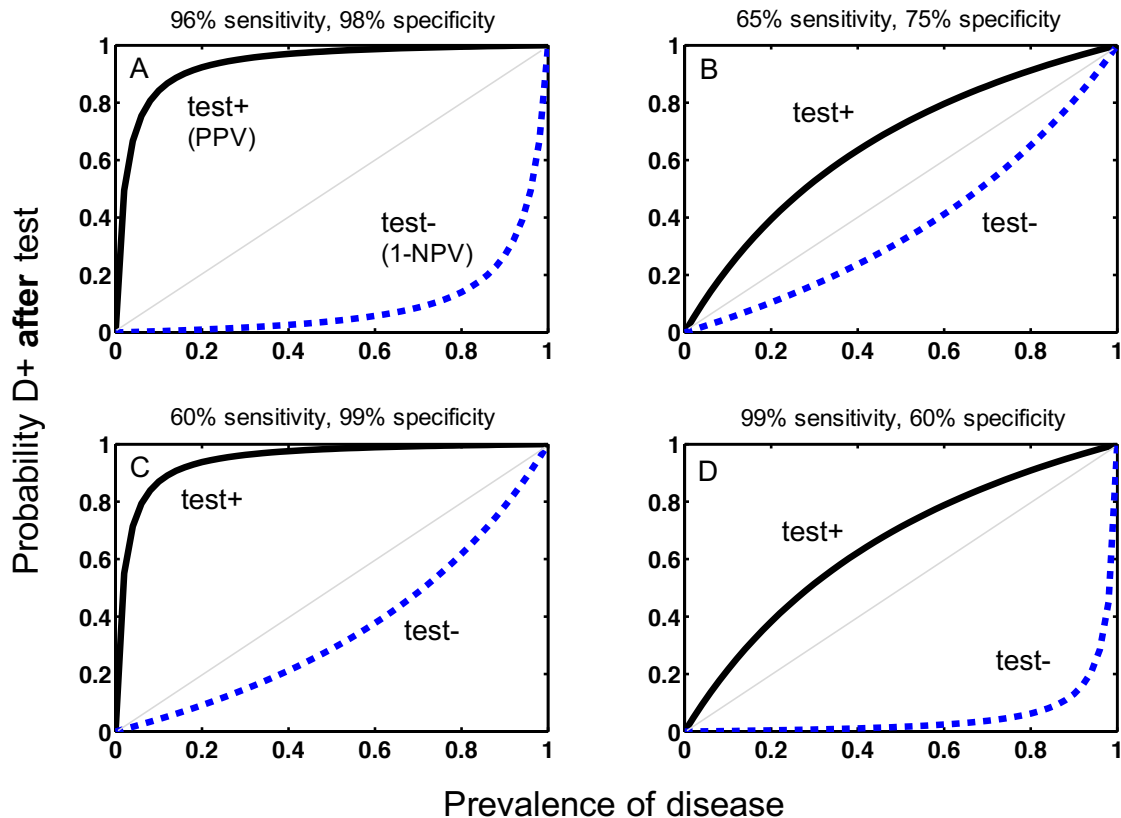 96% sensitivity, 98% specificity
A
test+
(PPV)
test-
(1-NPV)
1
0.8
0.6
0.4
0.2
0
0 0.2 0.4 0.6 0.8 1
65% sensitivity, 75% specificity
B
test+
test-
1
0.8
0.6
0.4
0.2
0
0 0.2 0.4 0.6 0.8 1
Probability D+ after test
60% sensitivity, 99% specificity
C
test+
test-
1
0.8
0.6
0.4
0.2
0
0 0.2 0.4 0.6 0.8 1
99% sensitivity, 60% specificity
D
test+
test-
1
0.8
0.6
0.4
0.2
0
0 0.2 0.4 0.6 0.8 1
Prevalence of disease